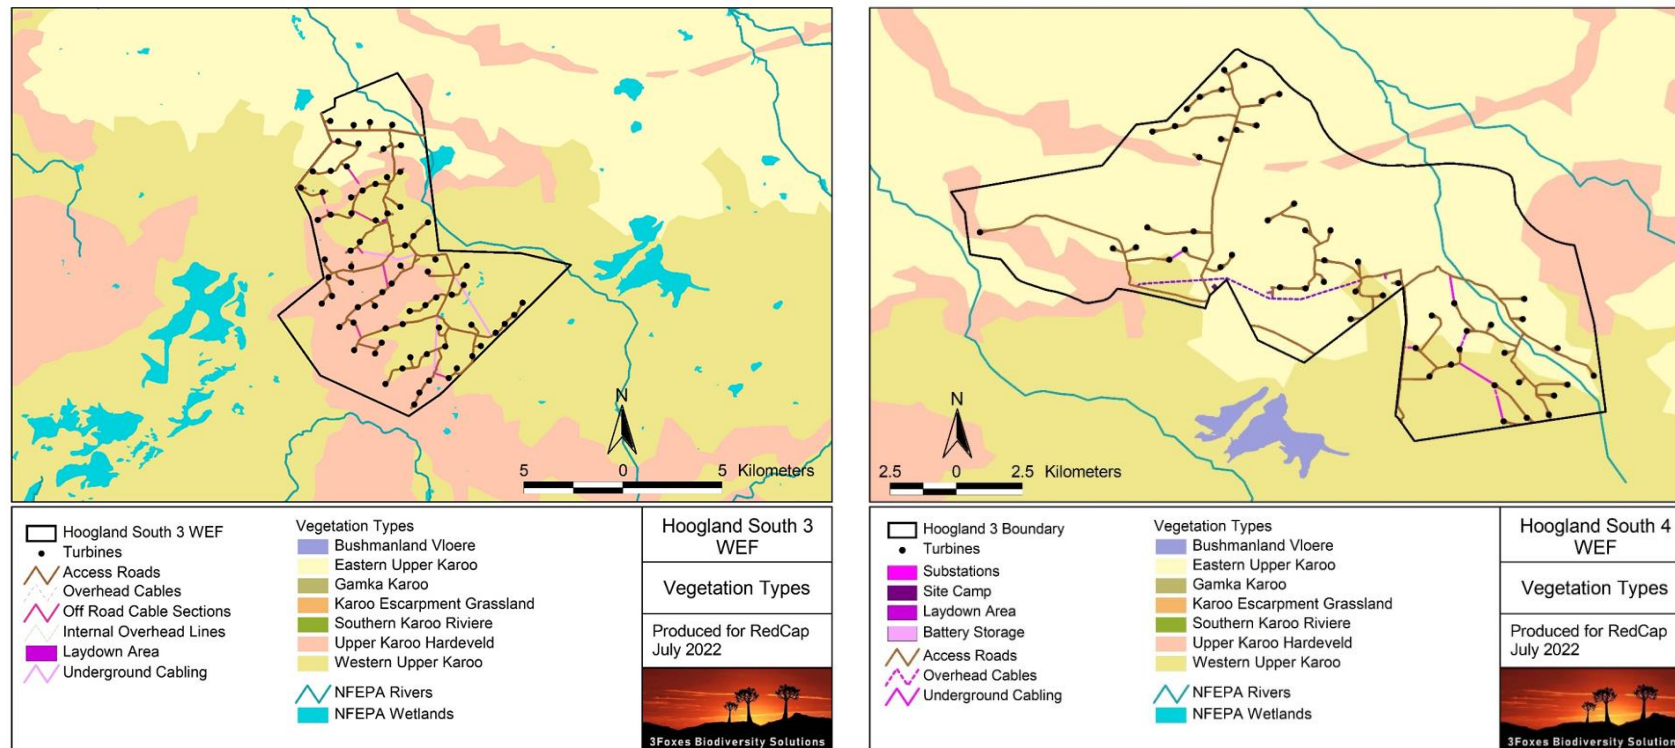 N
5 0 5 Kilometers
Hoogland South 3 WEF
Turbines
Access Roads
Overhead Cables
Off Road Cable Sections
Internal Overhead Lines
Laydown Area
Underground Cabling
Vegetation Types
Bushmanland Vloere
Eastern Upper Karoo
Gamka Karoo
Karoo Escarpment Grassland
Southern Karoo Riviere
Upper Karoo Hardeveld
Western Upper Karoo
NFEPA Rivers
NFEPA Wetlands
Hoogland South 3
WEF
Vegetation Types
Produced for RedCap
July 2022
3Foxes Biodiversity Solutions
N
2.5 0 2.5 Kilometers
Hoogland 3 Boundary
Turbines
Substations
Site Camp
Laydown Area
Battery Storage
Access Roads
Overhead Cables
Underground Cabling
Vegetation Types
Bushmanland Vloere
Eastern Upper Karoo
Gamka Karoo
Karoo Escarpment Grassland
Southern Karoo Riviere
Upper Karoo Hardeveld
Western Upper Karoo
NFEPA Rivers
NFEPA Wetlands
Hoogland South 4
WEF
Vegetation Types
Produced for RedCap
July 2022
3Foxes Biodiversity Solutions